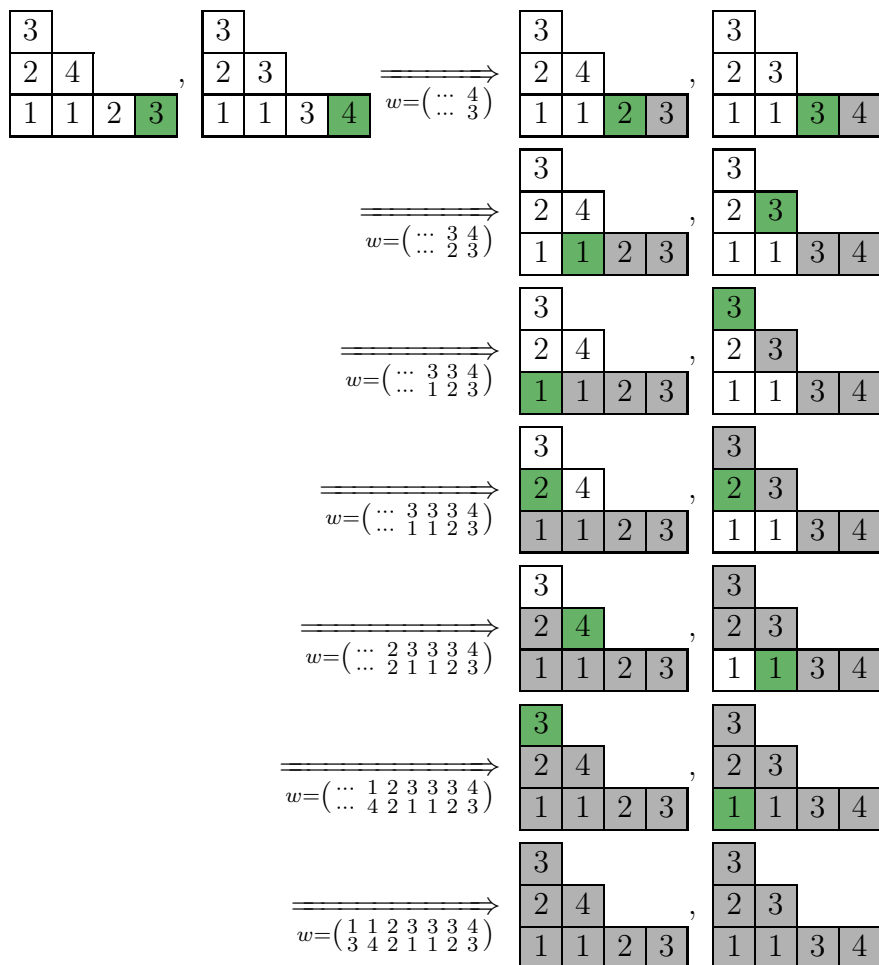 3 3 3 3
2 4 , 2 3 ⟹ 2 4 , 2 3
1 1 2 3 1 1 3 4 w=(⋯ 4 1 1 2 3 1 1 3 4
⋯ 3)
3 3
⟹ 2 4 , 2 3
w=(⋯ 3 4 1 1 2 3 1 1 3 4
⋯ 2 3)
3 3
⟹ 2 4 , 2 3
w=(⋯ 3 3 4 1 1 2 3 1 1 3 4
⋯ 1 2 3)
3 3
⟹ 2 4 , 2 3
w=(⋯ 3 3 3 4 1 1 2 3 1 1 3 4
⋯ 1 1 2 3)
3 3
⟹ 2 4 , 2 3
w=(⋯ 2 3 3 3 4 1 1 2 3 1 1 3 4
⋯ 2 1 1 2 3)
3 3
⟹ 2 4 , 2 3
w=(⋯ 1 2 3 3 3 4 1 1 2 3 1 1 3 4
⋯ 4 2 1 1 2 3)
3 3
⟹ 2 4 , 2 3
w=(1 1 2 3 3 3 4 1 1 2 3 1 1 3 4
3 4 2 1 1 2 3)